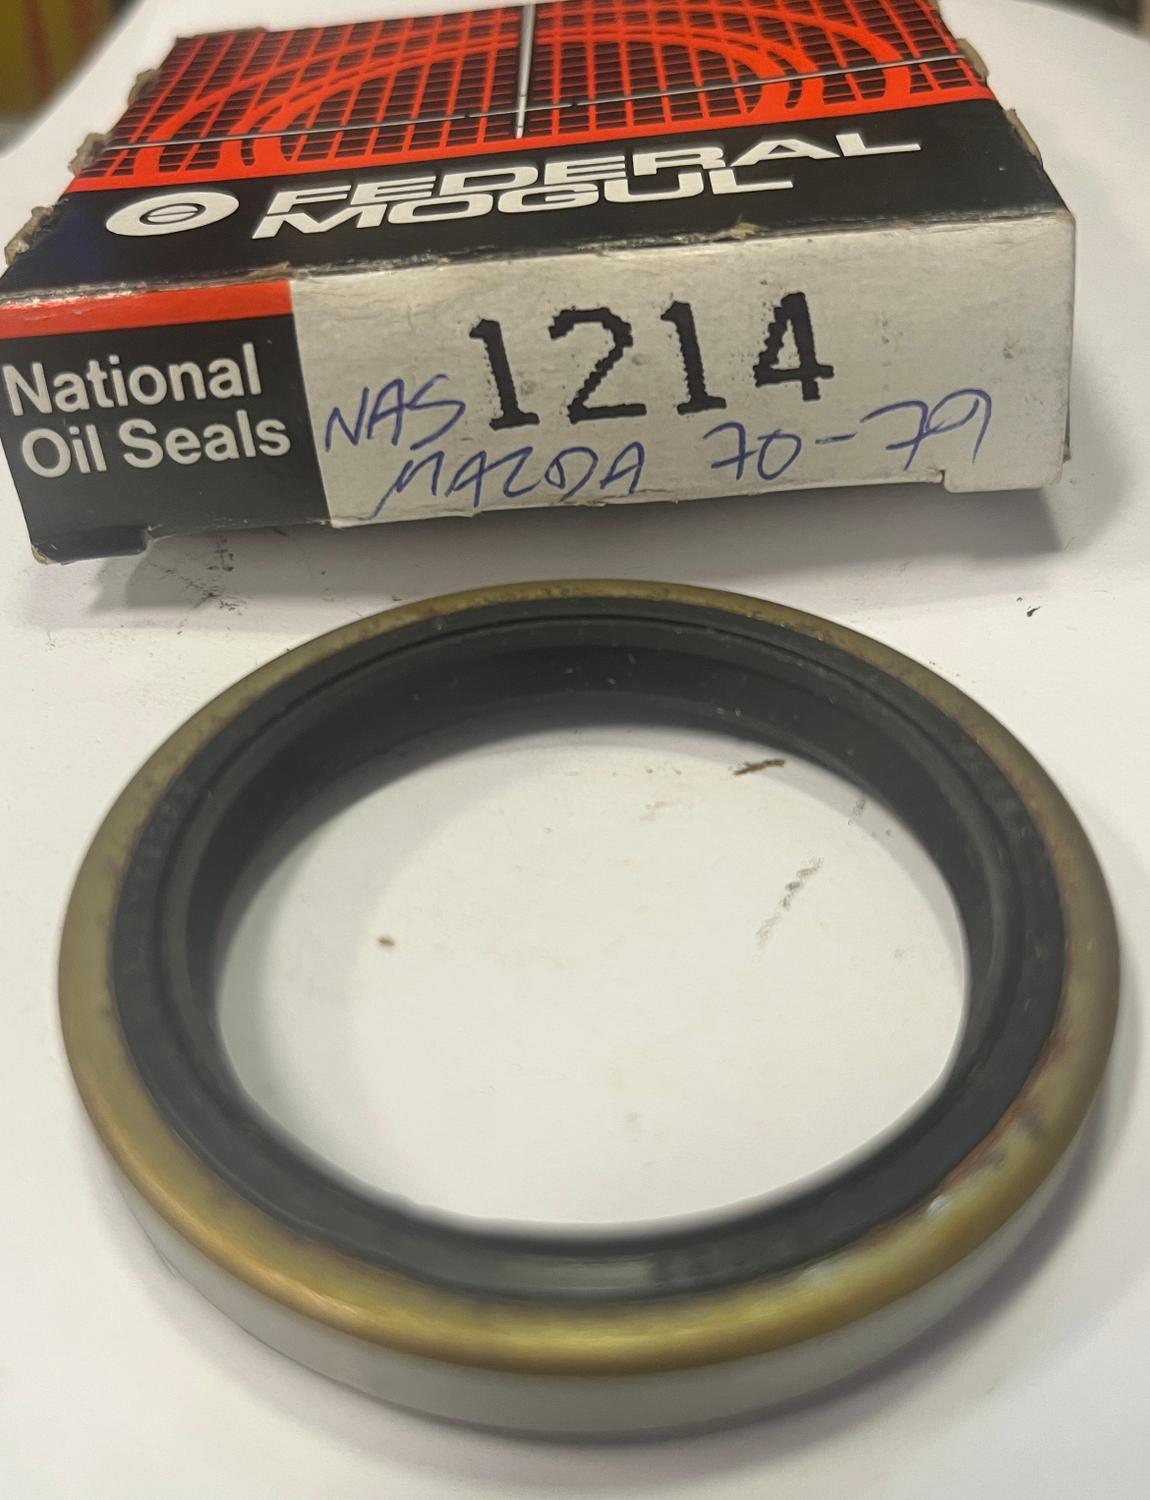 FEDERAL
MOGUL
National
Oil Seals
1214
NAS
MAZDA 70-79